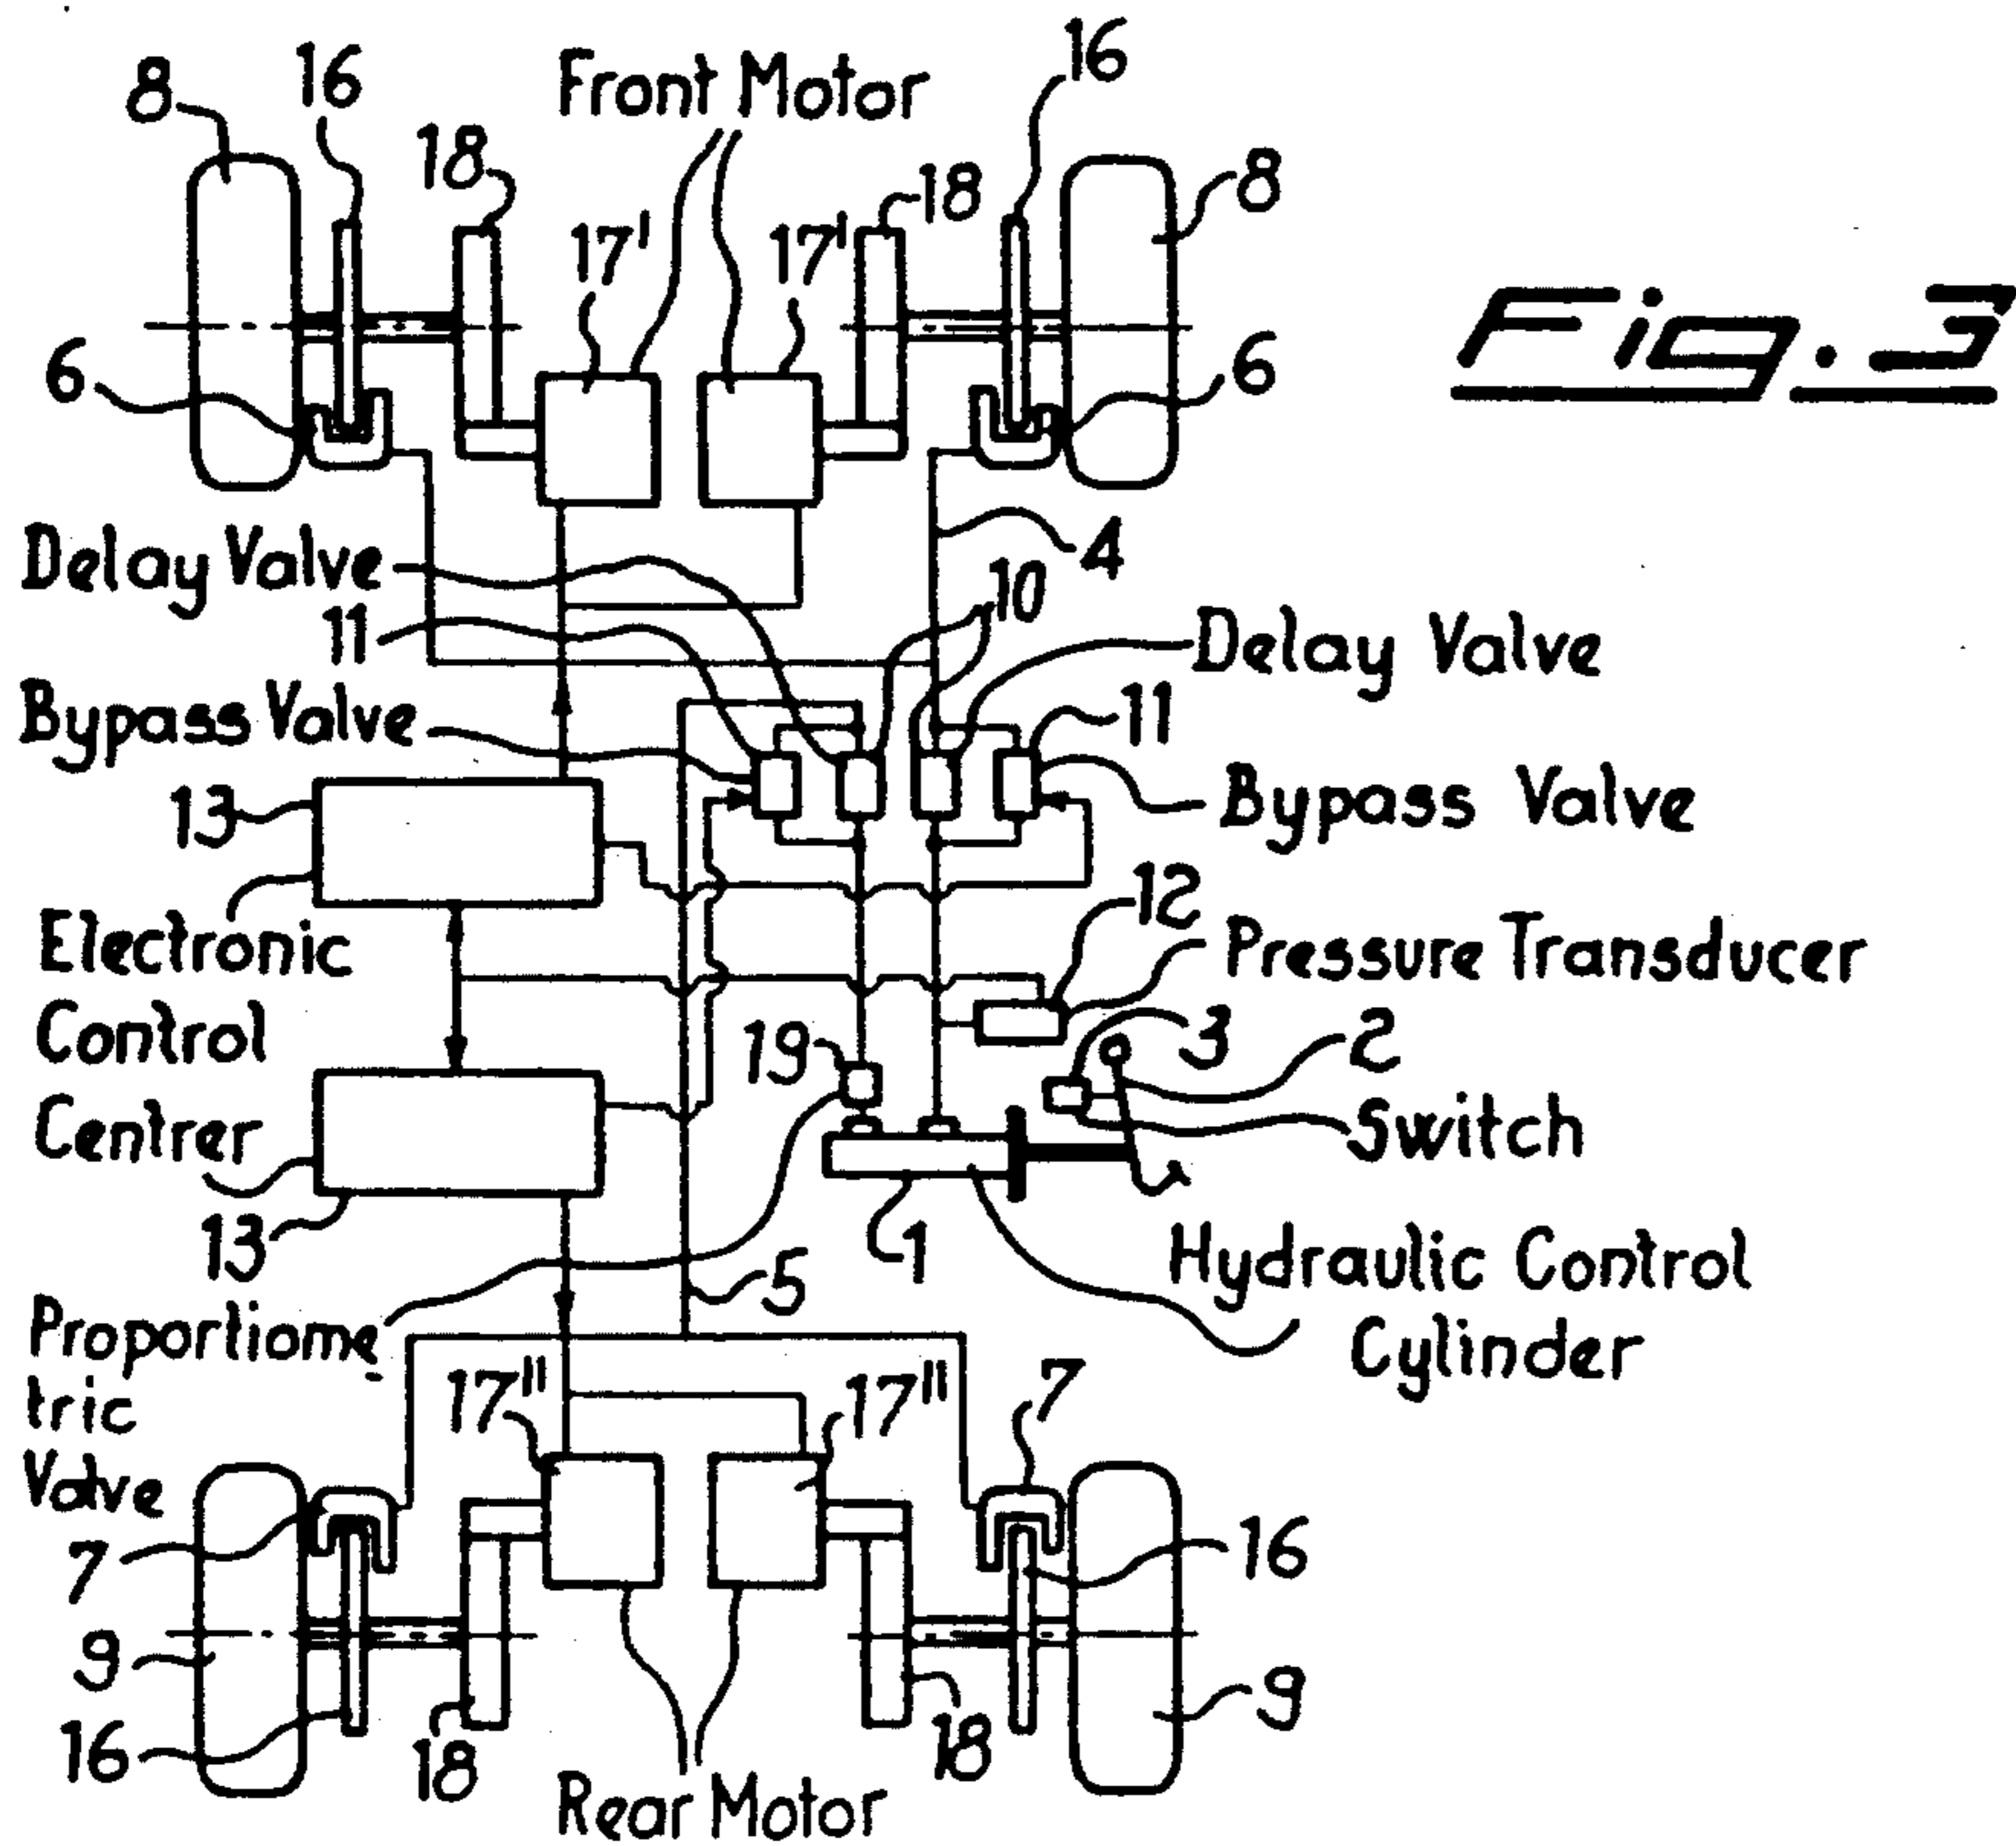 16
16
8
Front Motor
18
18
8
17'
17'
Fig. 3
6
6
Delay Valve
4
10
11
Delay Valve
Bypass Valve
11
13
Bypass Valve
12
Electronic
Control
Centrer
Pressure Transducer
19
3
2
Switch
13
1
5
Hydraulic Control
Cylinder
Proportiome
tric
Valve
17"
17"
7
7
16
9
9
16
18
18
Rear Motor